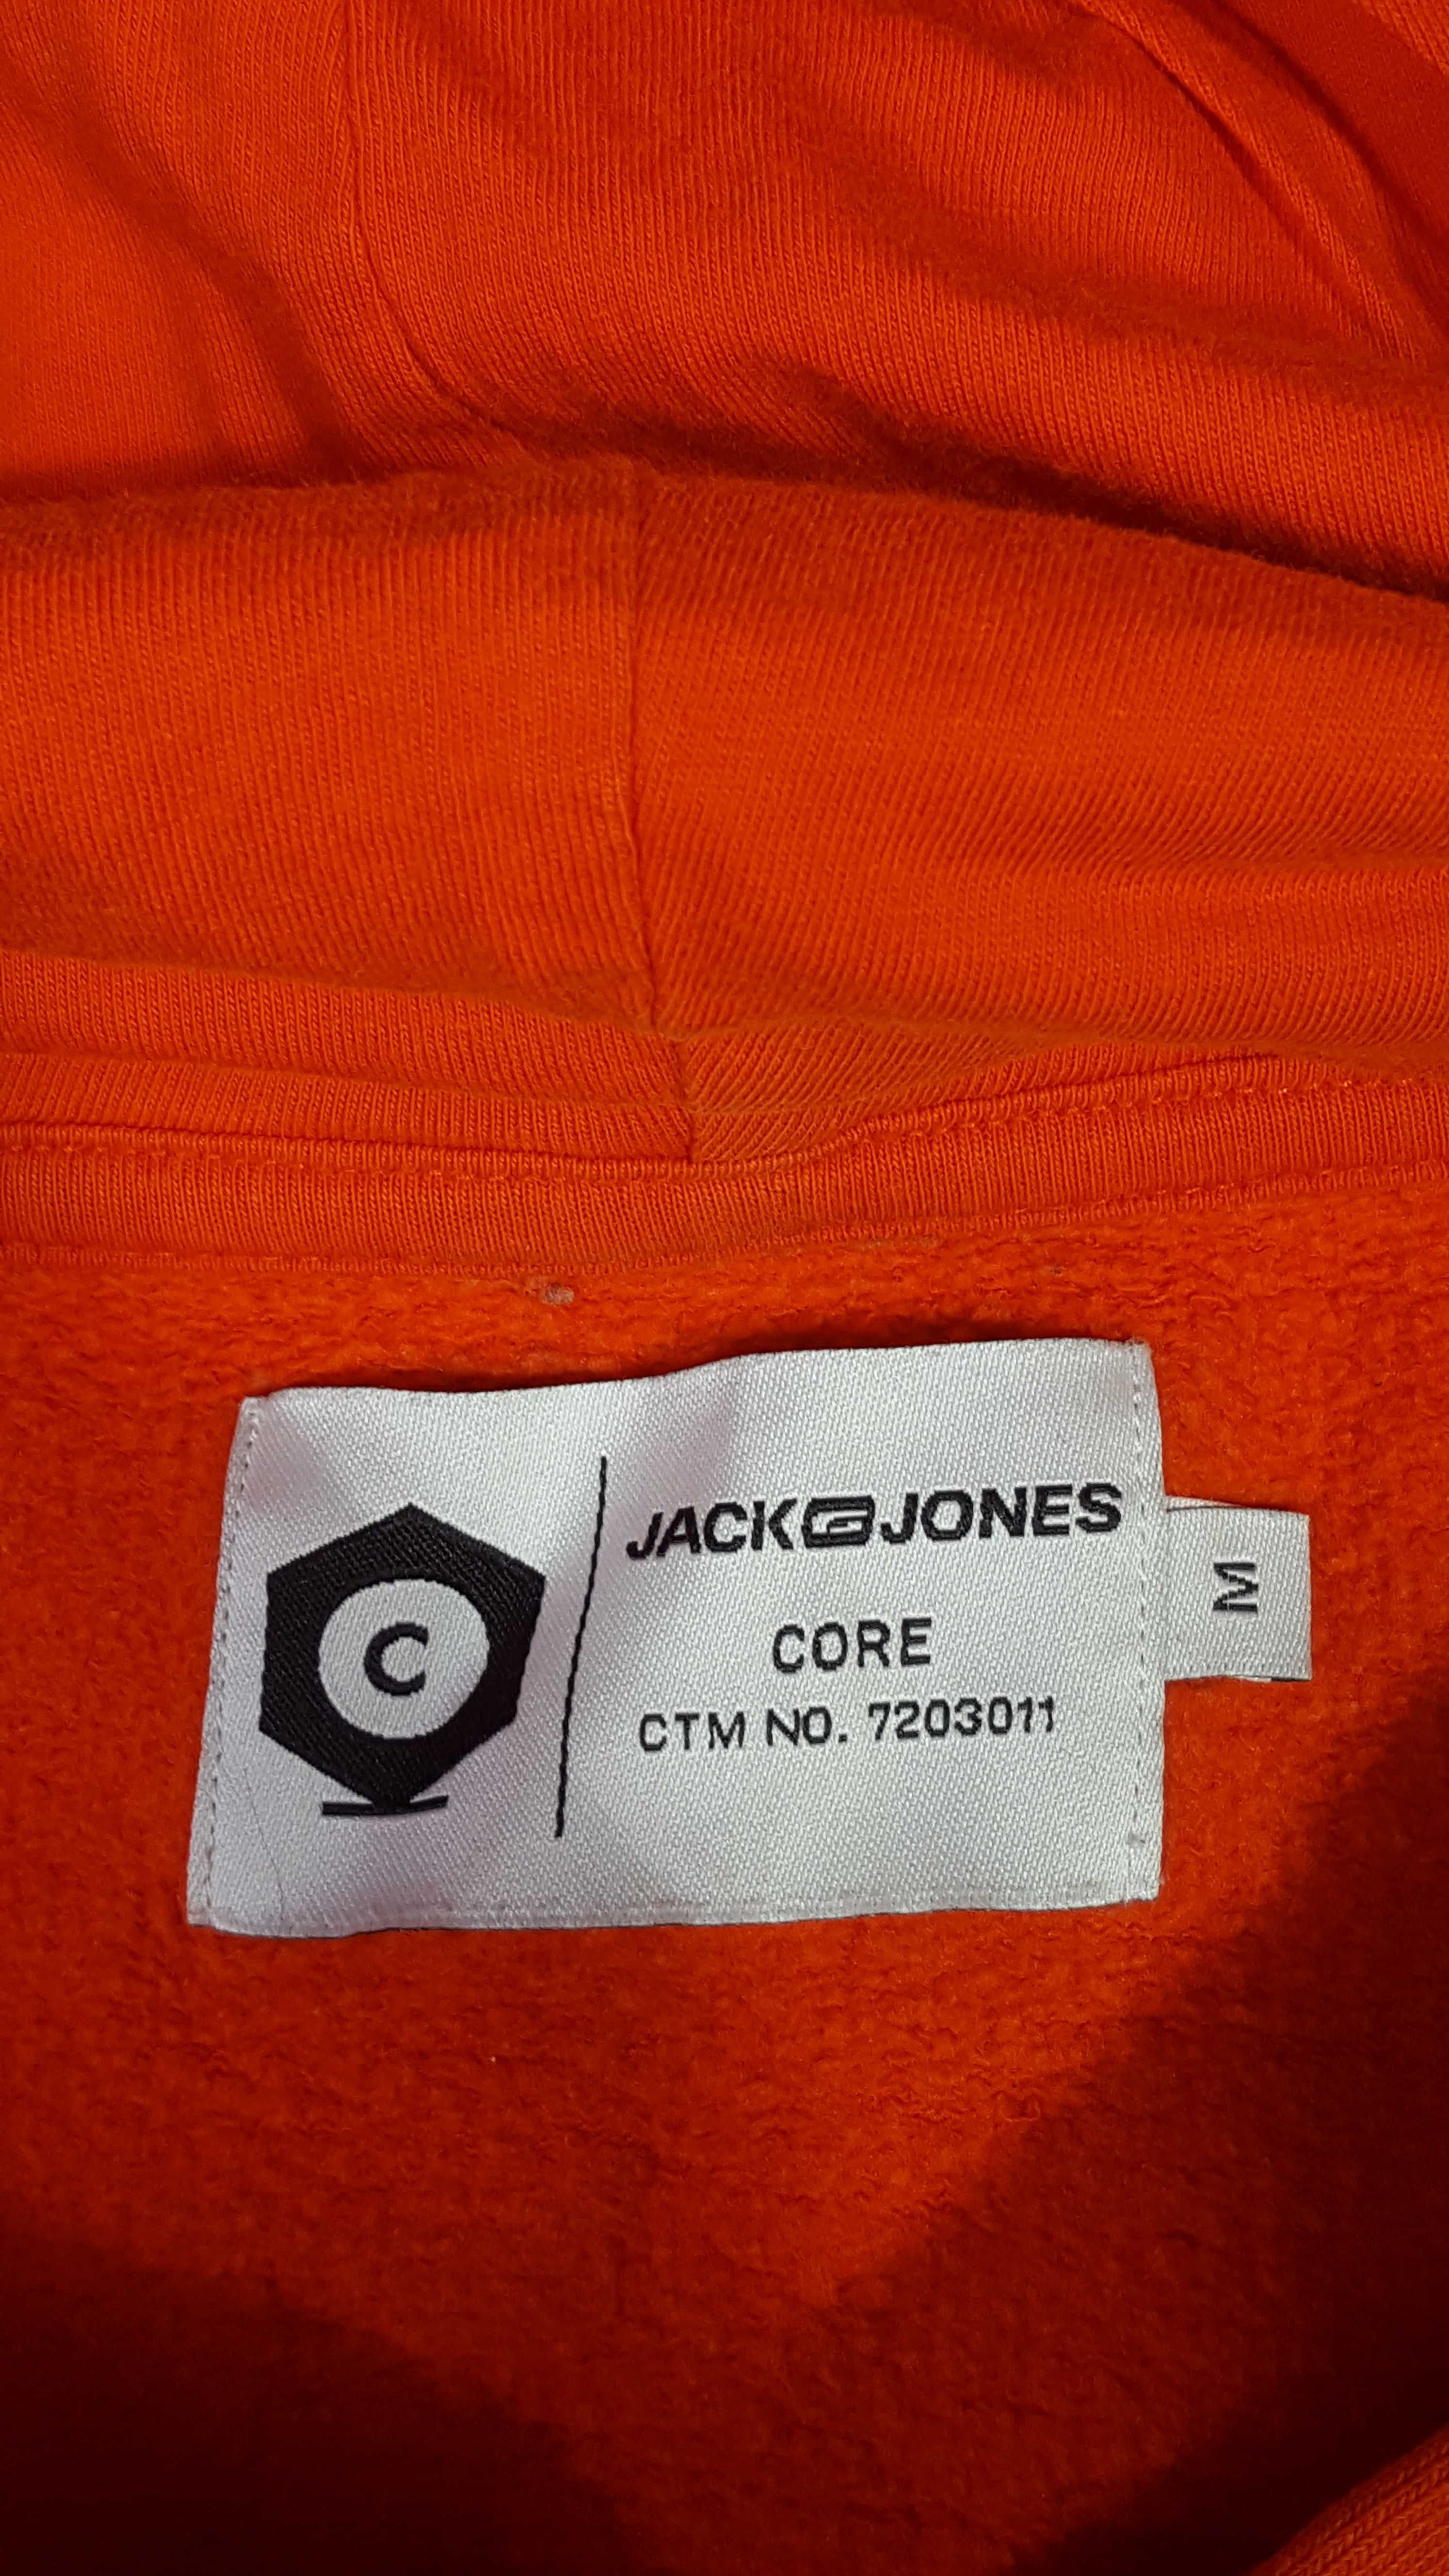 C
JACK&JONES
CORE
CTM NO. 7203011
M